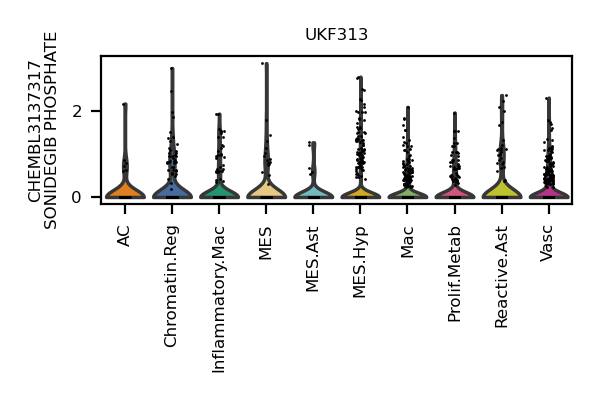 UKF313
CHEMBL3137317
SONIDEGIB PHOSPHATE
2
0
AC
Chromatin.Reg
Inflammatory.Mac
MES
MES.Ast
MES.Hyp
Mac
Prolif.Metab
Reactive.Ast
Vasc